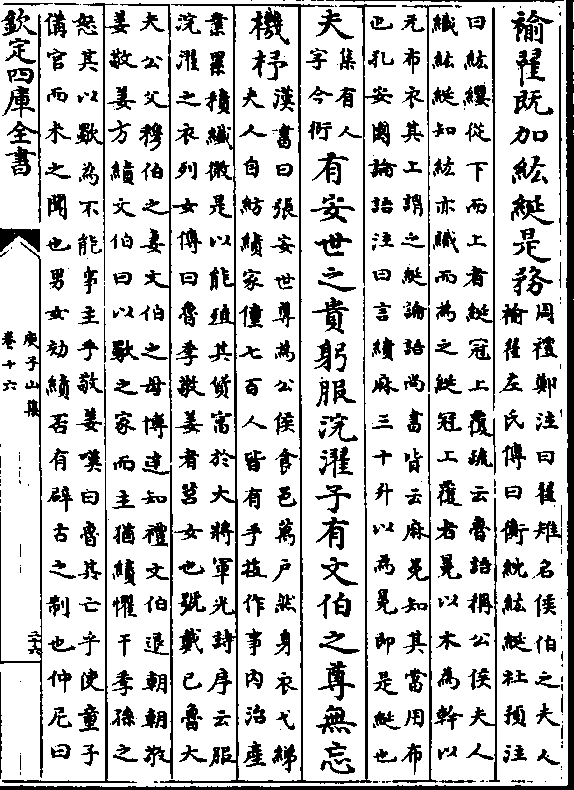 褕翟既加紘綖是務
周禮鄭注曰翟雉名侯伯之夫人
褕翟左氏傳曰衡紞紘綖杜預注
曰紘纓從下而上者綖冠上覆疏云魯語稱公侯夫人
織紘綖知紘亦織而為之綖冠上覆者冕以木為幹以
元布衣其上謂之綖論語尚書皆云麻冕知其當用布
也孔安國論語注曰言績麻三十升以為冕即是綖也
夫
集有人
字今衍
有安世之貴躬服浣濯子有文伯之尊無忘
機杼
漢書曰張安世尊為公侯食邑萬戶然身衣弋綈
夫人自紡績家僮七百人皆有手技作事內治產
業累積纖微是以能殖其貨富於大將軍光詩序云服
浣濯之衣列女傳曰魯季敬姜者莒女也號戴已魯大
夫公父穆伯之妻文伯之母博達知禮文伯退朝朝敬
姜敬姜方績文伯曰以歜之家而主猶績懼干季孫之
怒其以歜為不能事主乎敬姜嘆曰魯其亡乎使童子
備官而未之聞也男女効績否有辟古之制也仲尼曰
欽定四庫全書
庾子山集
卷十六
二十六